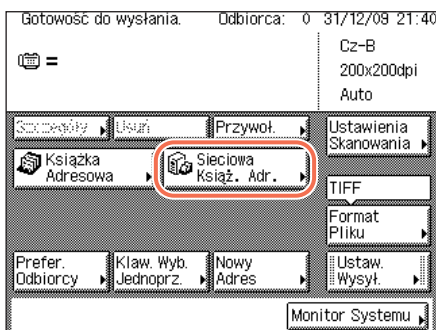 Gotowość do wysłania. Odbiorca: 0 31/12/09 21:40
=
Cz-B
200x200dpi
Auto
Szczegóły Usuń Przywoł. Ustawienia
Skanowania
Książka
Adresowa
Sieciowa
Książ. Adr.
TIFF
Format
Pliku
Prefer.
Odbiorcy
Klaw. Wyb.
Jednoprz.
Nowy
Adres
Ustaw.
Wysył.
Monitor Systemu